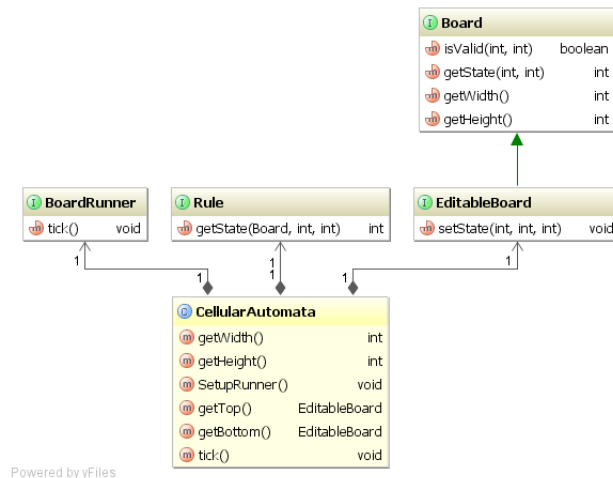 I Board
m isValid(int, int) boolean
m getState(int, int) int
m getWidth() int
m getHeight() int
I BoardRunner
m tick() void
I Rule
m getState(Board, int, int) int
I EditableBoard
m setState(int, int, int) void
1 1 1
1 1 1
C CellularAutomata
m getWidth() int
m getHeight() int
m SetupRunner() void
m getTop() EditableBoard
m getBottom() EditableBoard
m tick() void
Powered by yFiles